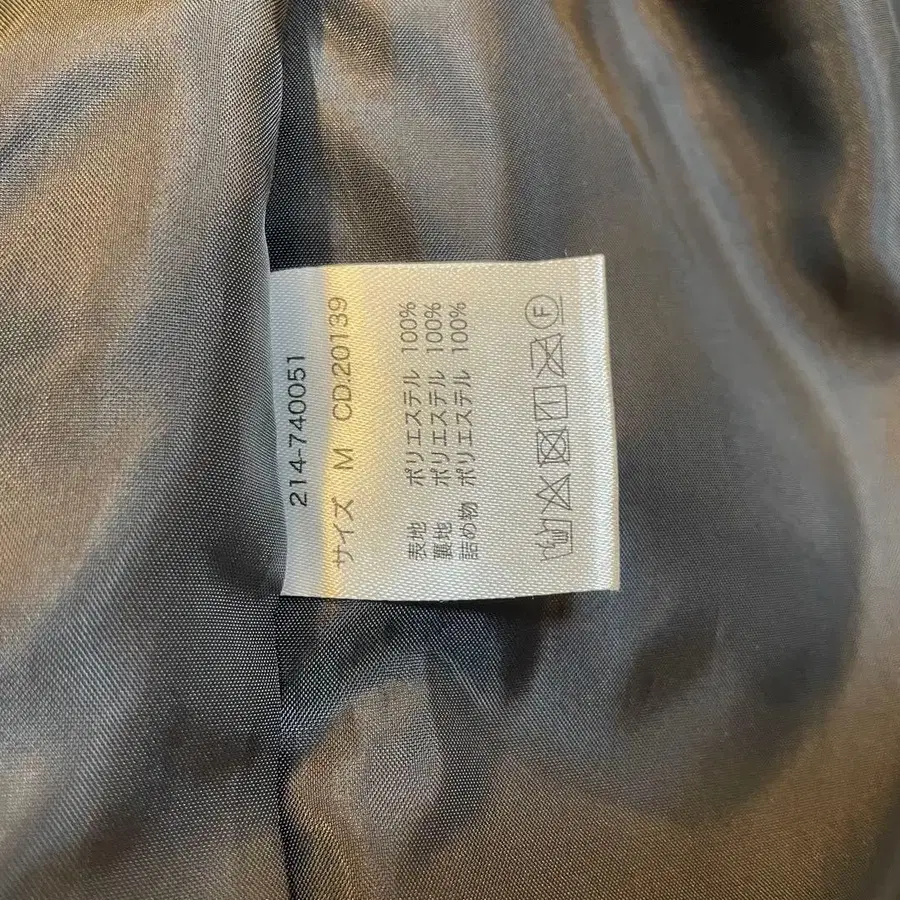 214-740051
サイズ M CD.20139
表地 ポリエステル 100%
裏地 ポリエステル 100%
詰め物 ポリエステル 100%
F